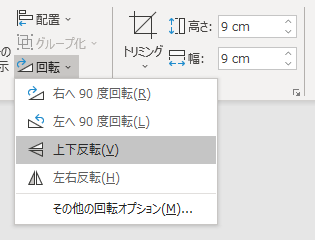 配置
の グループ化
示 回転
トリミング
高さ: 9 cm
幅: 9 cm
右へ 90 度回転(R)
左へ 90 度回転(L)
上下反転(V)
左右反転(H)
その他の回転オプション(M)...